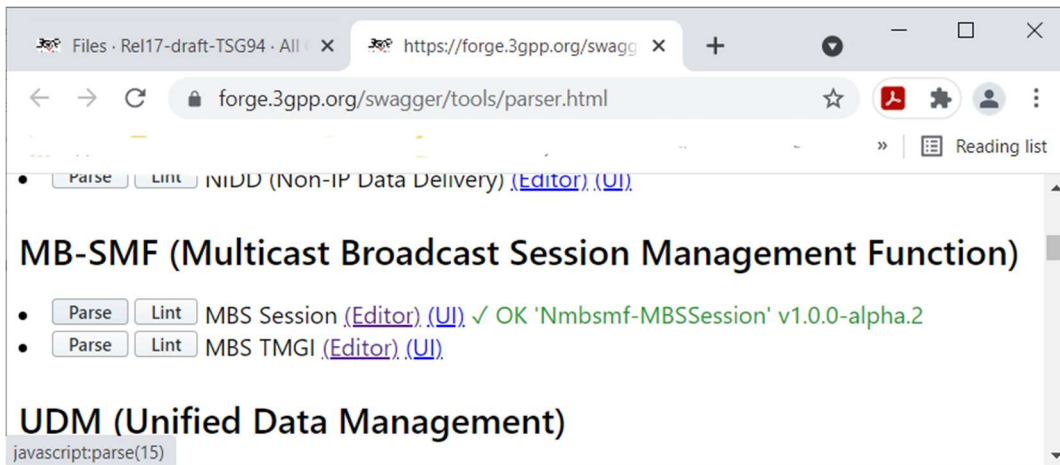 Files · Rel17-draft-TSG94 · All
https://forge.3gpp.org/swagg
forge.3gpp.org/swagger/tools/parser.html
» Reading list
• Parse Lint NIDD (Non-IP Data Delivery) (Editor) (UI)
MB-SMF (Multicast Broadcast Session Management Function)
• Parse Lint MBS Session (Editor) (UI) ✓ OK 'Nmbsmf-MBSSession' v1.0.0-alpha.2
• Parse Lint MBS TMGI (Editor) (UI)
UDM (Unified Data Management)
javascript:parse(15)